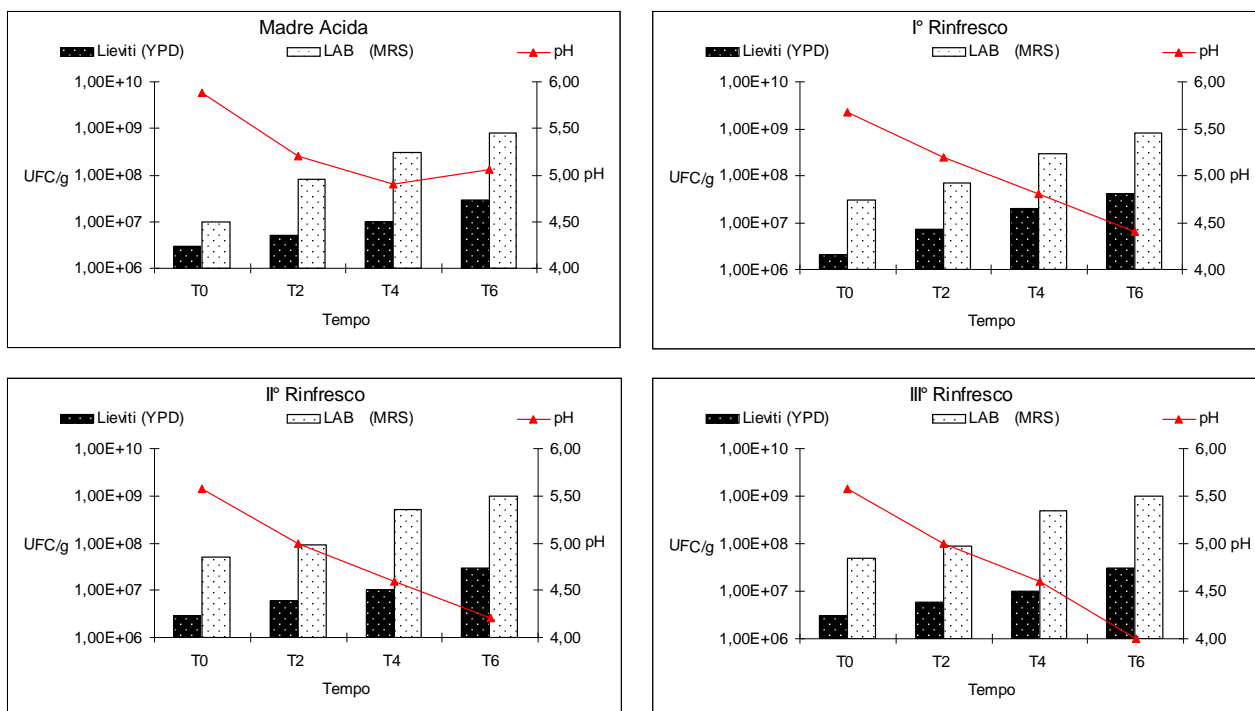 Madre Acida
Lieviti (YPD) LAB (MRS) pH
1,00E+10 6,00
1,00E+09 5,50
UFC/g 1,00E+08 5,00 pH
1,00E+07 4,50
1,00E+06 4,00
T0 T2 T4 T6
Tempo
I° Rinfresco
Lieviti (YPD) LAB (MRS) pH
1,00E+10 6,00
1,00E+09 5,50
UFC/g 1,00E+08 5,00 pH
1,00E+07 4,50
1,00E+06 4,00
T0 T2 T4 T6
Tempo
II° Rinfresco
Lieviti (YPD) LAB (MRS) pH
1,00E+10 6,00
1,00E+09 5,50
UFC/g 1,00E+08 5,00 pH
1,00E+07 4,50
1,00E+06 4,00
T0 T2 T4 T6
Tempo
III° Rinfresco
Lieviti (YPD) LAB (MRS) pH
1,00E+10 6,00
1,00E+09 5,50
UFC/g 1,00E+08 5,00 pH
1,00E+07 4,50
1,00E+06 4,00
T0 T2 T4 T6
Tempo